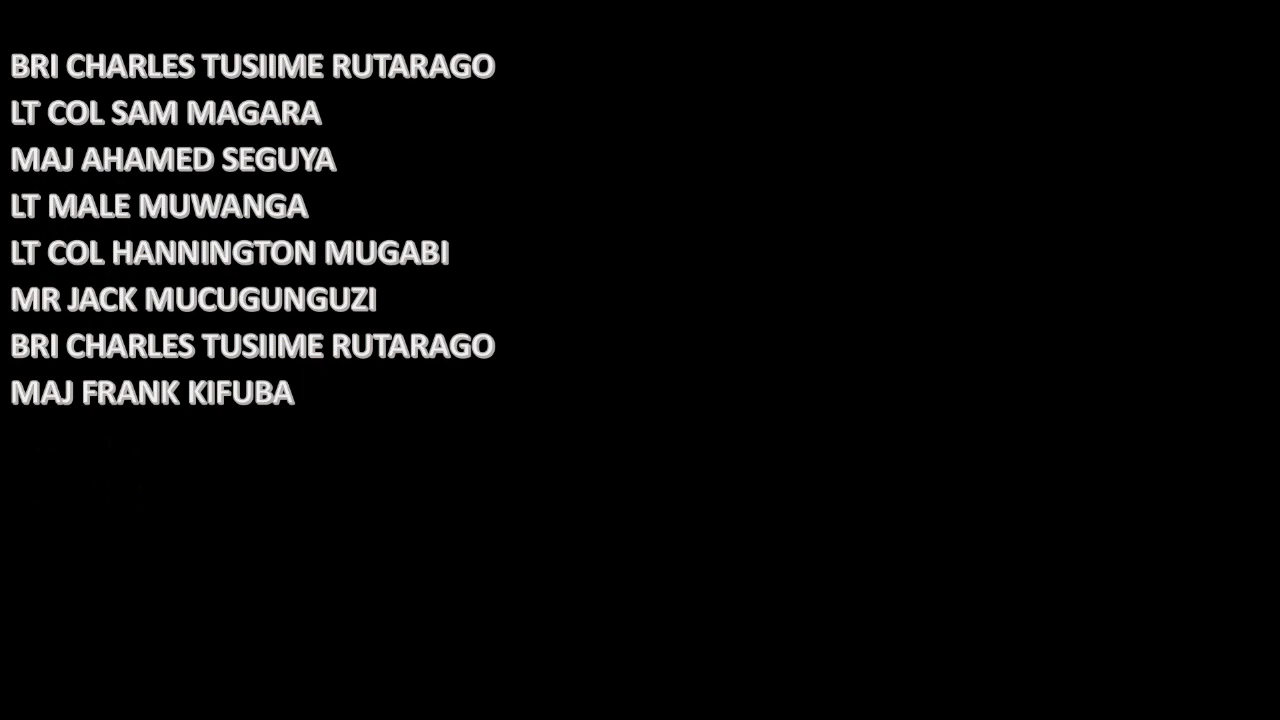 BRI CHARLES TUSIIME RUTARAGO
LT COL SAM MAGARA
MAJ AHAMED SEGUYA
LT MALE MUWANGA
LT COL HANNINGTON MUGABI
MR JACK MUCUGUNGUZI
BRI CHARLES TUSIIME RUTARAGO
MAJ FRANK KIFUBA